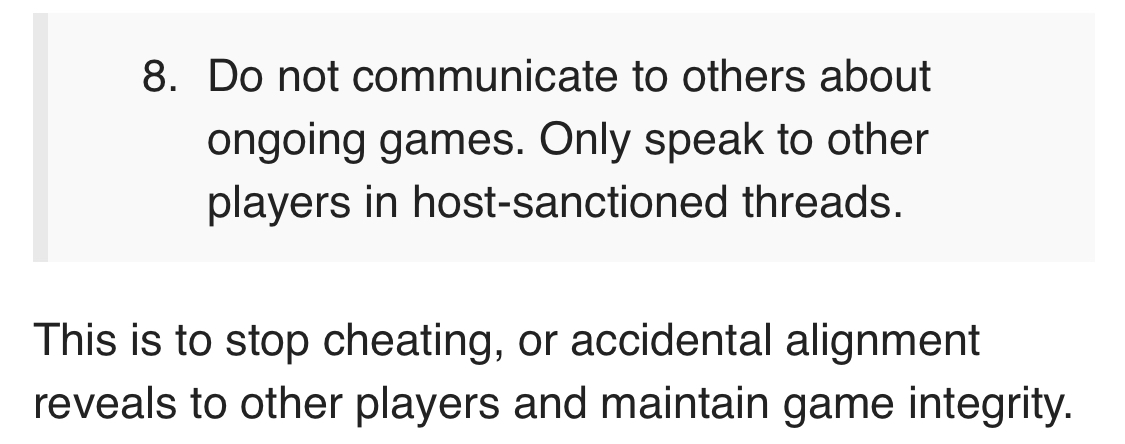 8. Do not communicate to others about
ongoing games. Only speak to other
players in host-sanctioned threads.
This is to stop cheating, or accidental alignment
reveals to other players and maintain game integrity.